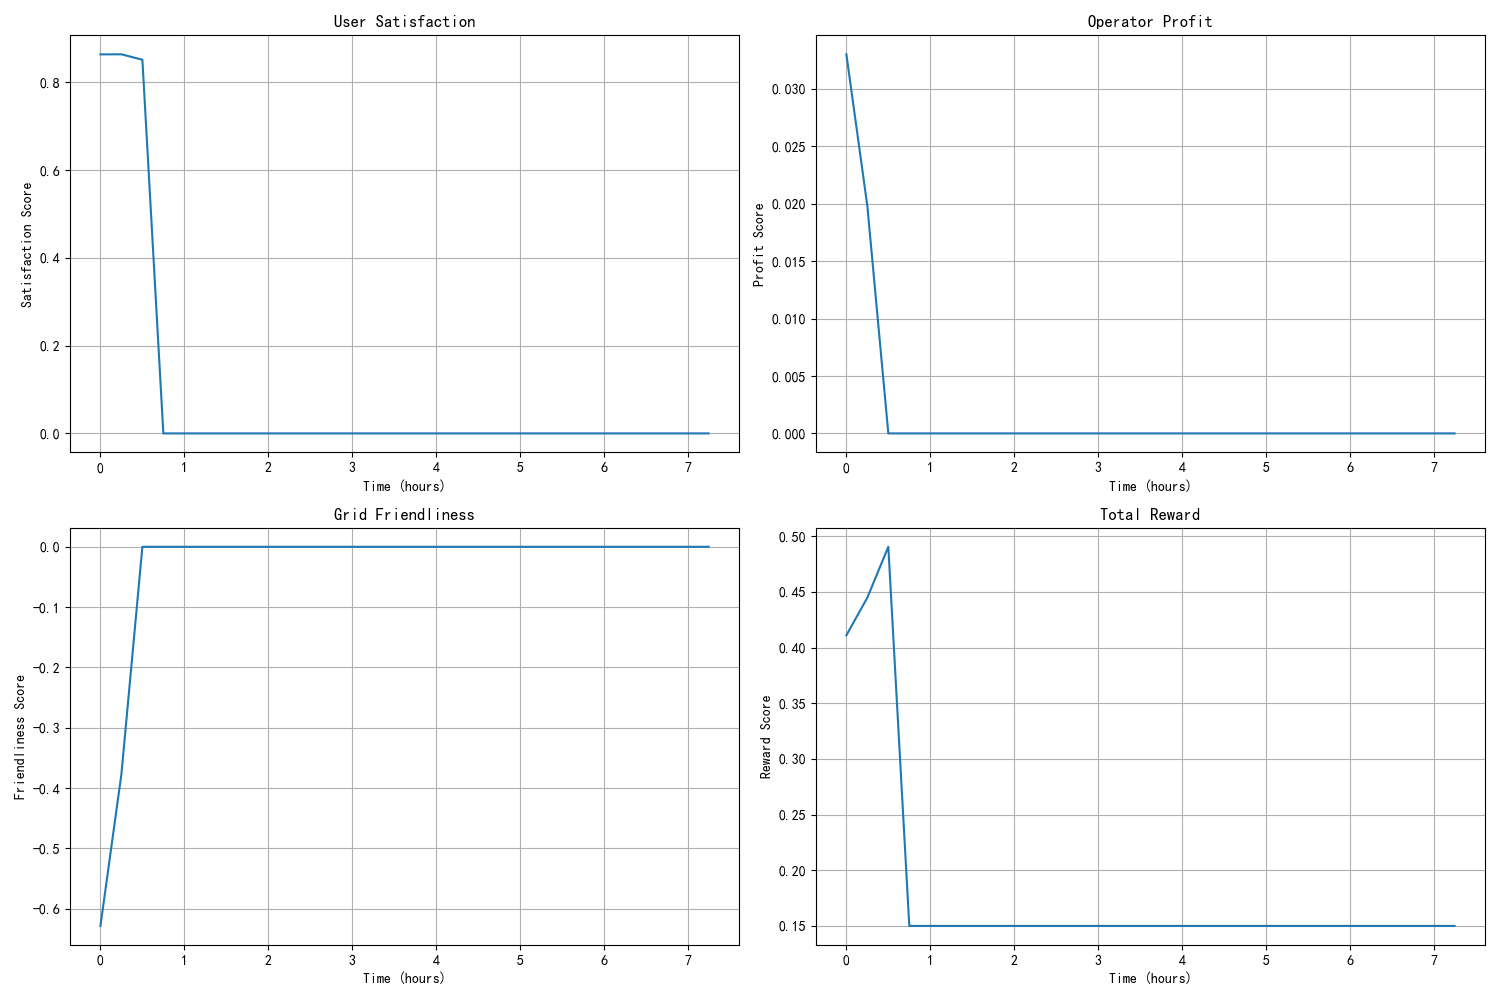 User Satisfaction
Satisfaction Score
0.8
0.6
0.4
0.2
0.0
0 1 2 3 4 5 6 7
Time (hours)
Operator Profit
Profit Score
0.030
0.025
0.020
0.015
0.010
0.005
0.000
0 1 2 3 4 5 6 7
Time (hours)
Grid Friendliness
Friendliness Score
0.0
−0.1
−0.2
−0.3
−0.4
−0.5
−0.6
0 1 2 3 4 5 6 7
Time (hours)
Total Reward
Reward Score
0.50
0.45
0.40
0.35
0.30
0.25
0.20
0.15
0 1 2 3 4 5 6 7
Time (hours)